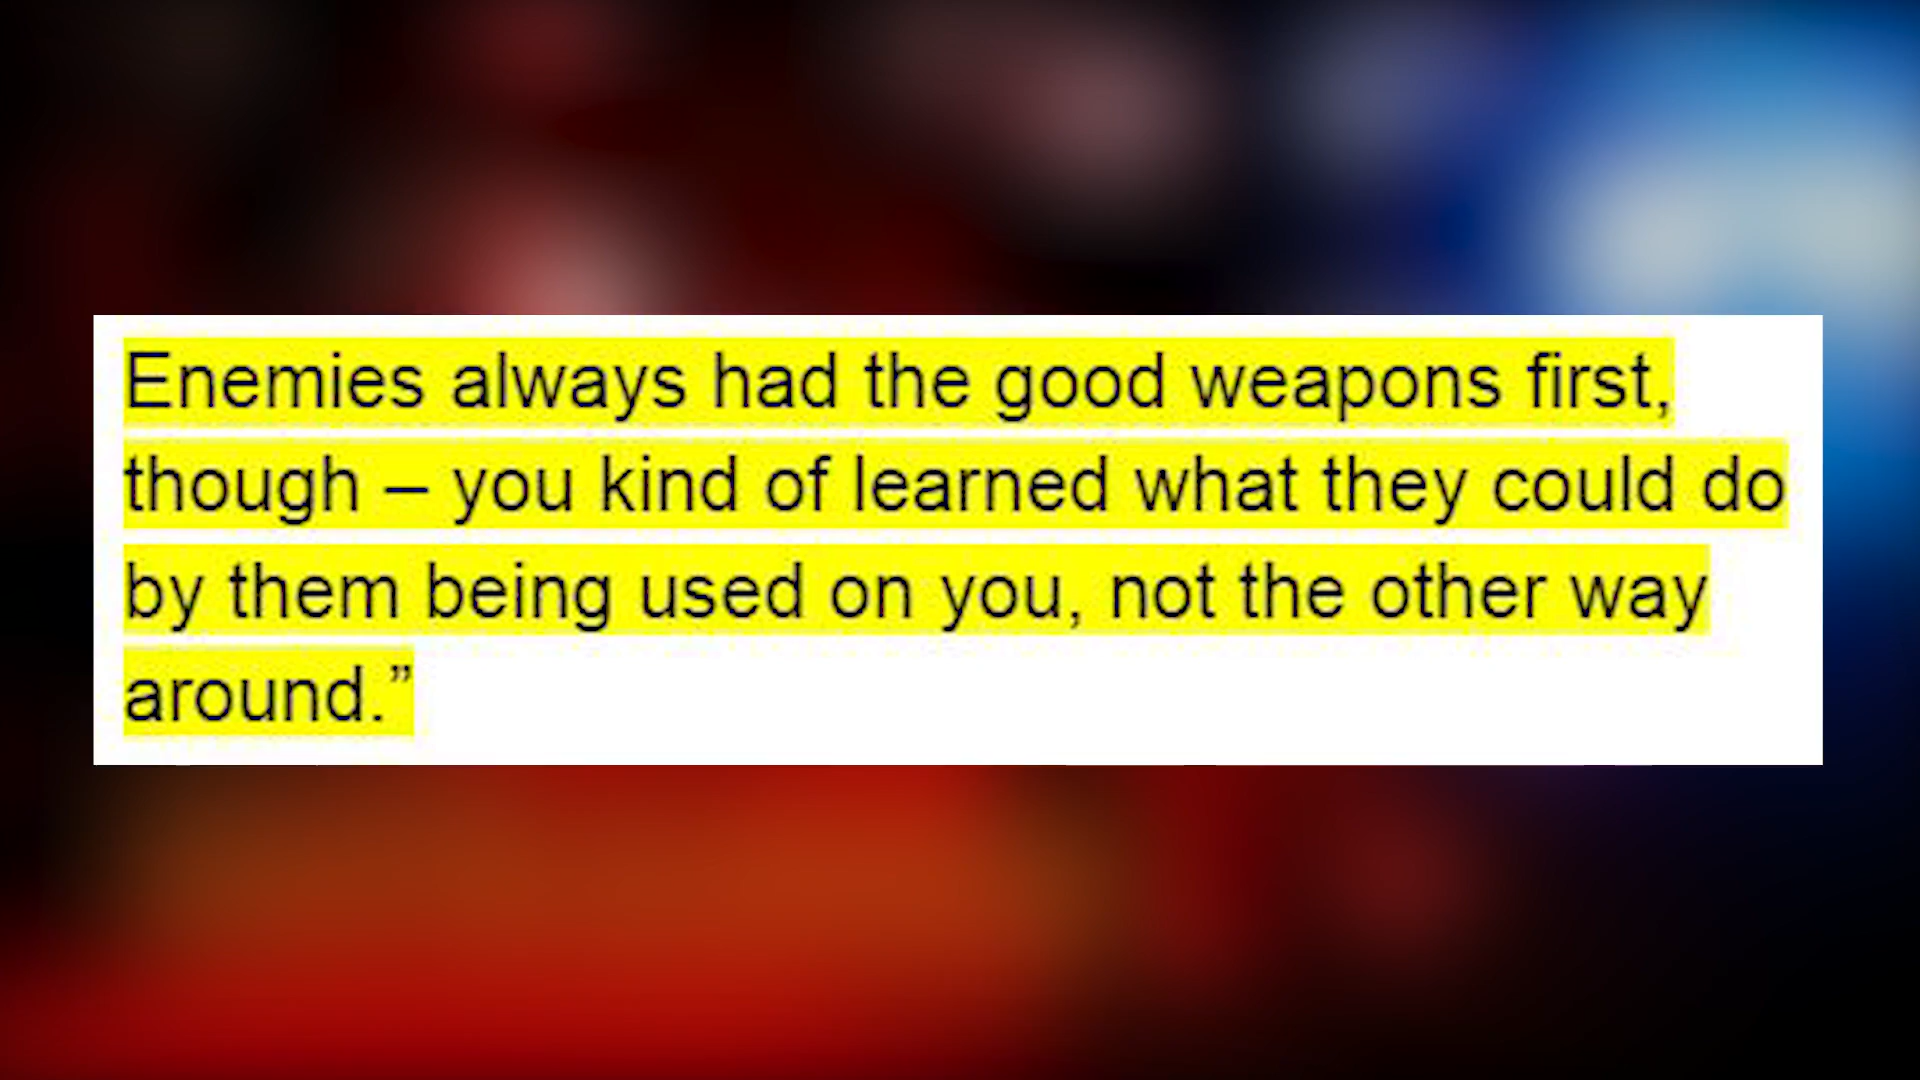 Enemies always had the good weapons first,
though – you kind of learned what they could do
by them being used on you, not the other way
around.”